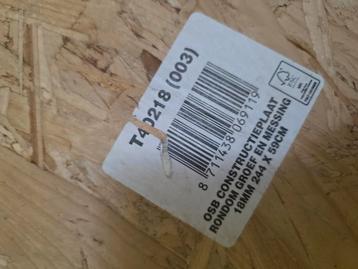 T40218 (003)
8 711438 069119
OSB CONSTRUCTIEPLAAT
RONDOM GROEF EN MESSING
18MM 244 X 59CM